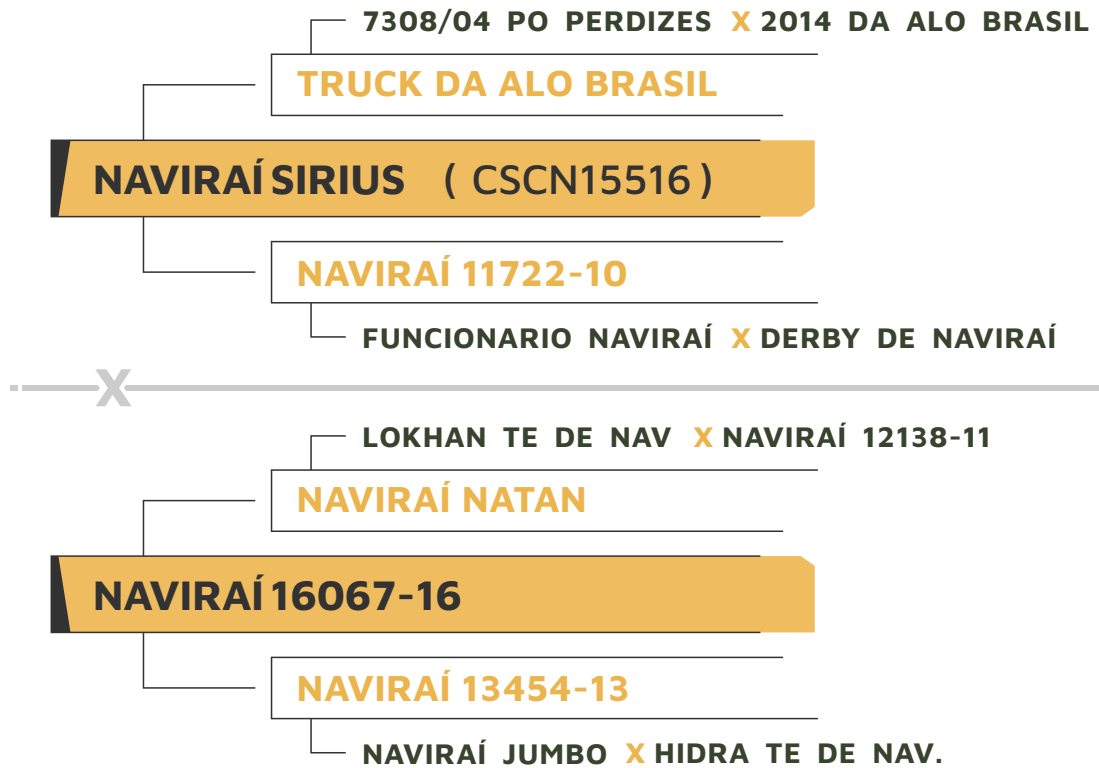 7308/04 PO PERDIZES X 2014 DA ALO BRASIL
TRUCK DA ALO BRASIL
NAVIRAÍ SIRIUS ( CSCN15516 )
NAVIRAÍ 11722-10
FUNCIONARIO NAVIRAÍ X DERBY DE NAVIRAÍ
X
LOKHAN TE DE NAV X NAVIRAÍ 12138-11
NAVIRAÍ NATAN
NAVIRAÍ 16067-16
NAVIRAÍ 13454-13
NAVIRAÍ JUMBO X HIDRA TE DE NAV.